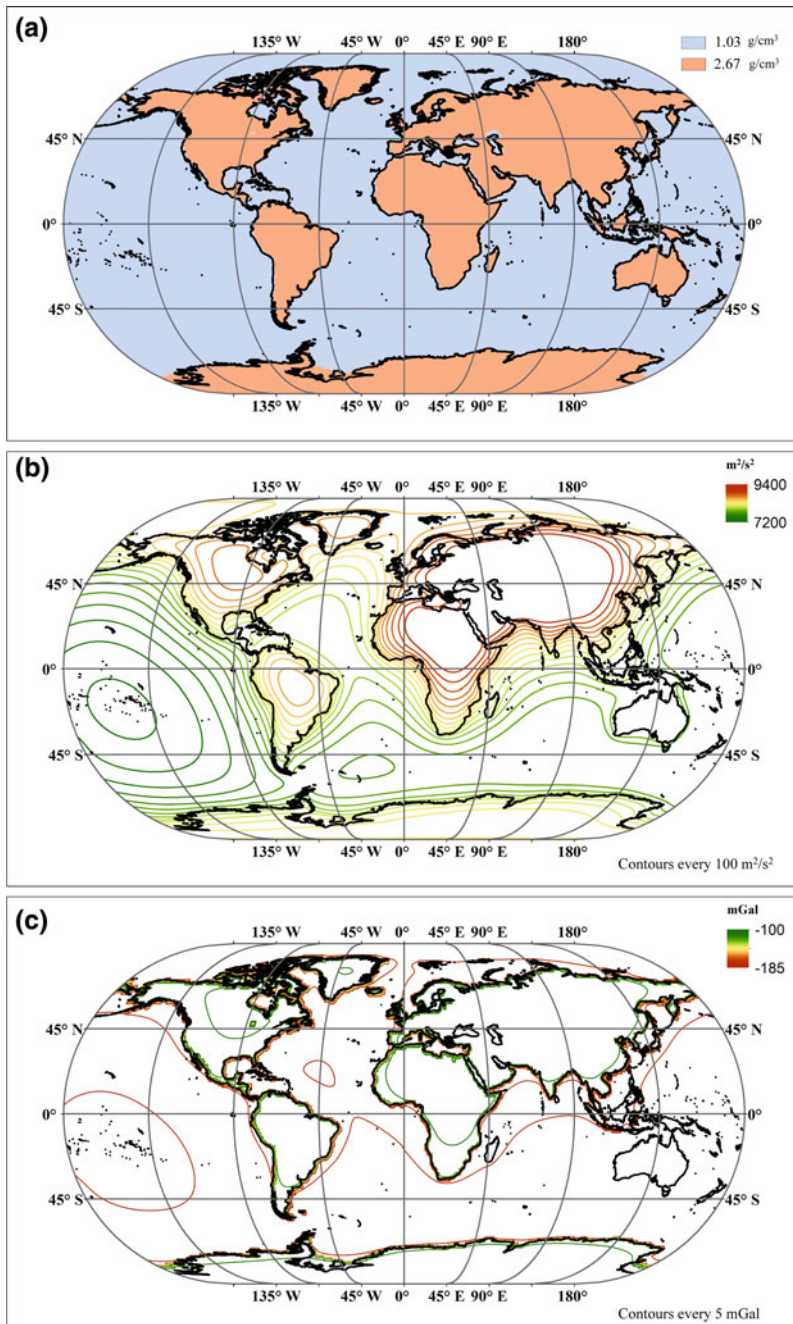 (a)
135° W 45° W 0° 45° E 90° E 180°
1.03 g/cm³
2.67 g/cm³
45° N 45° N
0° 0°
45° S 45° S
135° W 45° W 0° 45° E 90° E 180°
(b)
m²/s²
9400
7200
135° W 45° W 0° 45° E 90° E 180°
45° N 45° N
0° 0°
45° S 45° S
135° W 45° W 0° 45° E 90° E 180°
Contours every 100 m²/s²
(c)
mGal
-100
-185
135° W 45° W 0° 45° E 90° E 180°
45° N 45° N
0° 0°
45° S 45° S
135° W 45° W 0° 45° E 90° E 180°
Contours every 5 mGal